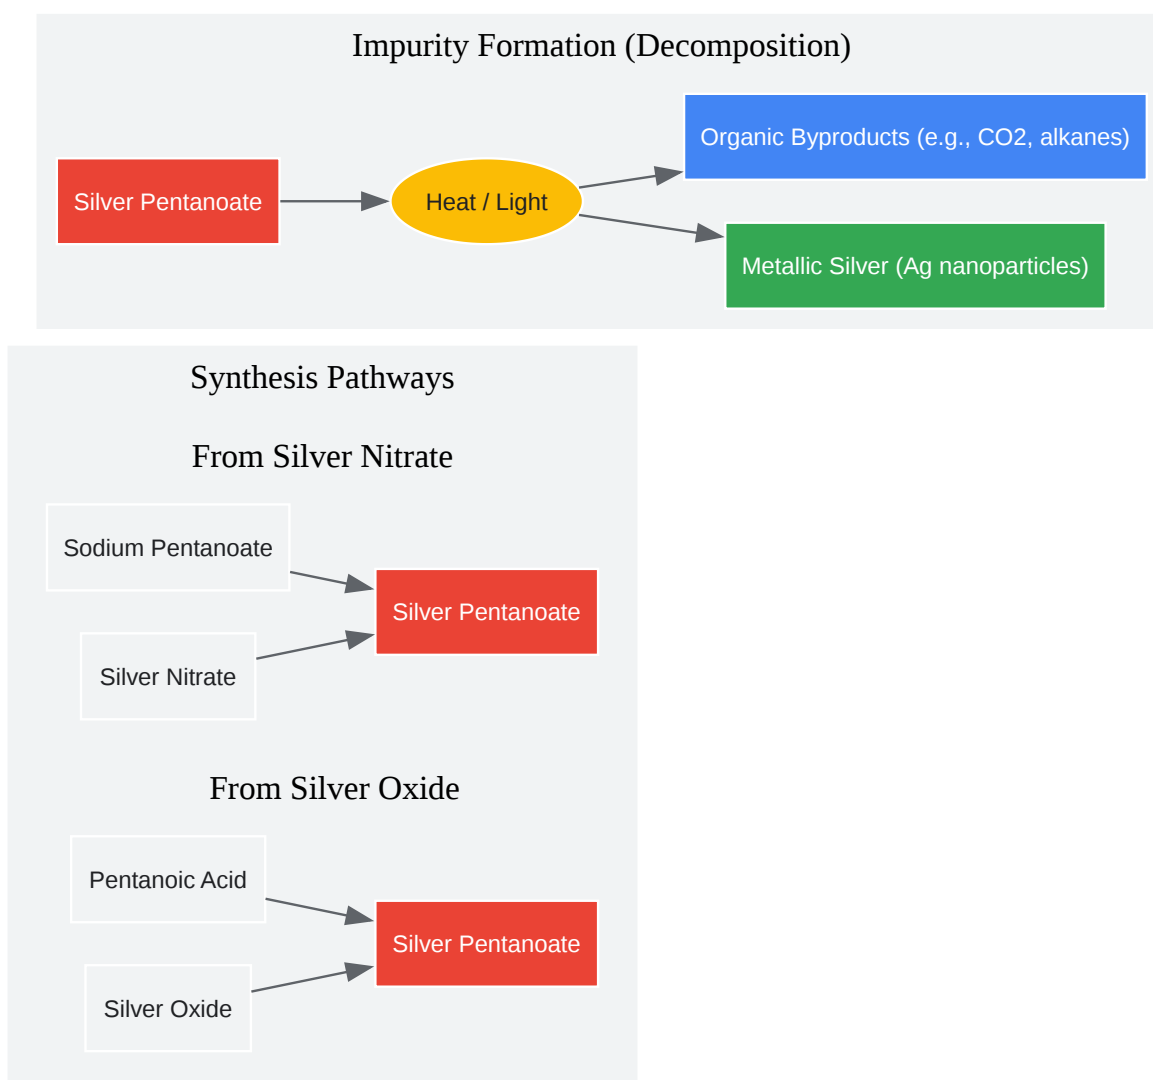 Impurity Formation (Decomposition)
Silver Pentanoate
Heat / Light
Organic Byproducts (e.g., CO2, alkanes)
Metallic Silver (Ag nanoparticles)
Synthesis Pathways
From Silver Nitrate
Sodium Pentanoate
Silver Nitrate
Silver Pentanoate
From Silver Oxide
Pentanoic Acid
Silver Oxide
Silver Pentanoate